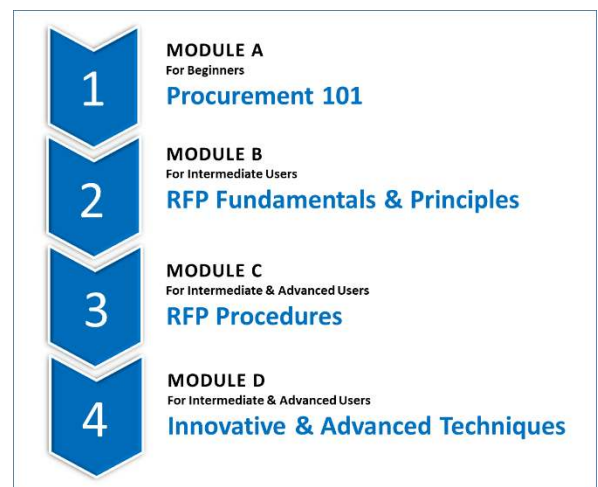 1
MODULE A
For Beginners
Procurement 101
2
MODULE B
For Intermediate Users
RFP Fundamentals & Principles
3
MODULE C
For Intermediate & Advanced Users
RFP Procedures
4
MODULE D
For Intermediate & Advanced Users
Innovative & Advanced Techniques